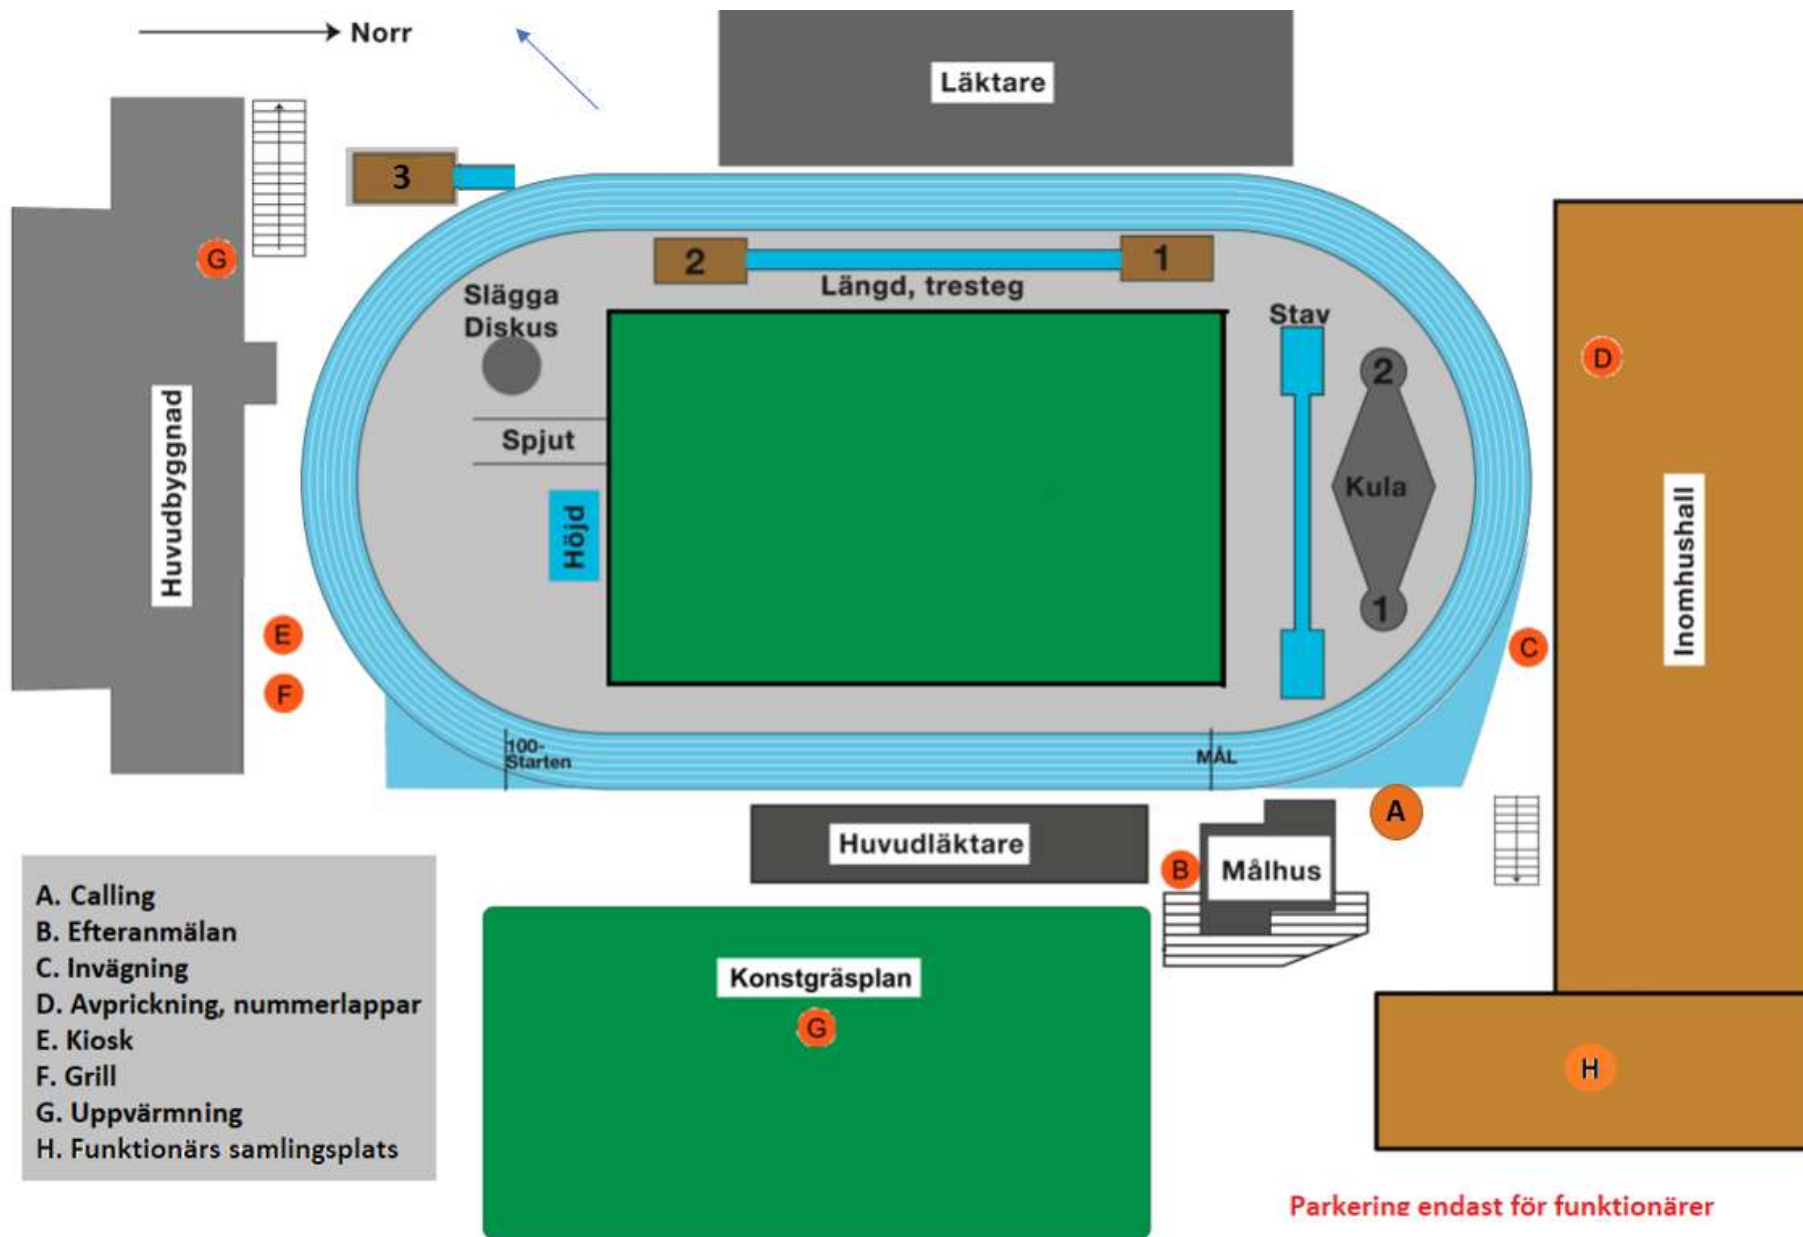 Norr
Läktare
3
2
1
Längd, tresteg
G
Slägga
Diskus
Stav
2
D
Spjut
Kula
Huvudbyggnad
Höjd
Inomhushall
1
E
C
F
100-
Starten
MÅL
A
Huvudläktare
B
Målhus
A. Calling
B. Efteranmälan
C. Invägning
D. Avprickning, nummerlappar
E. Kiosk
F. Grill
G. Uppvärmning
H. Funktionärs samlingsplats
Konstgräsplan
G
H
Parkering endast för funktionärer